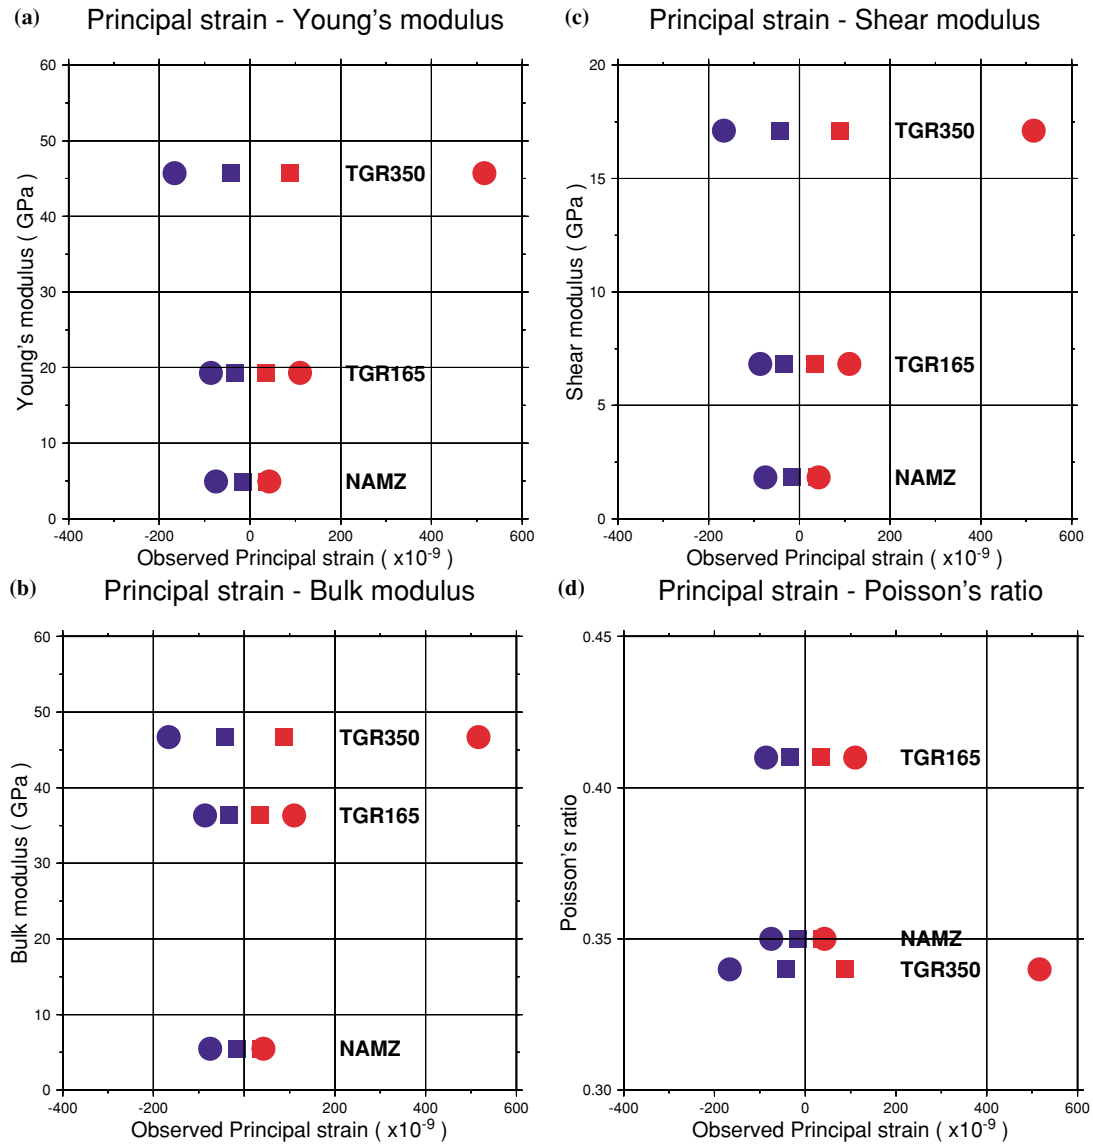 (a) Principal strain - Young's modulus
60
50
40
30
20
10
0
Young's modulus ( GPa )
TGR350
TGR165
NAMZ
-400 -200 0 200 400 600
Observed Principal strain ( x10-9 )
(c) Principal strain - Shear modulus
20
15
10
5
0
Shear modulus ( GPa )
TGR350
TGR165
NAMZ
-400 -200 0 200 400 600
Observed Principal strain ( x10-9 )
(b) Principal strain - Bulk modulus
60
50
40
30
20
10
0
Bulk modulus ( GPa )
TGR350
TGR165
NAMZ
-400 -200 0 200 400 600
Observed Principal strain ( x10-9 )
(d) Principal strain - Poisson's ratio
0.45
0.40
0.35
0.30
Poisson's ratio
TGR165
NAMZ
TGR350
-400 -200 0 200 400 600
Observed Principal strain ( x10-9 )